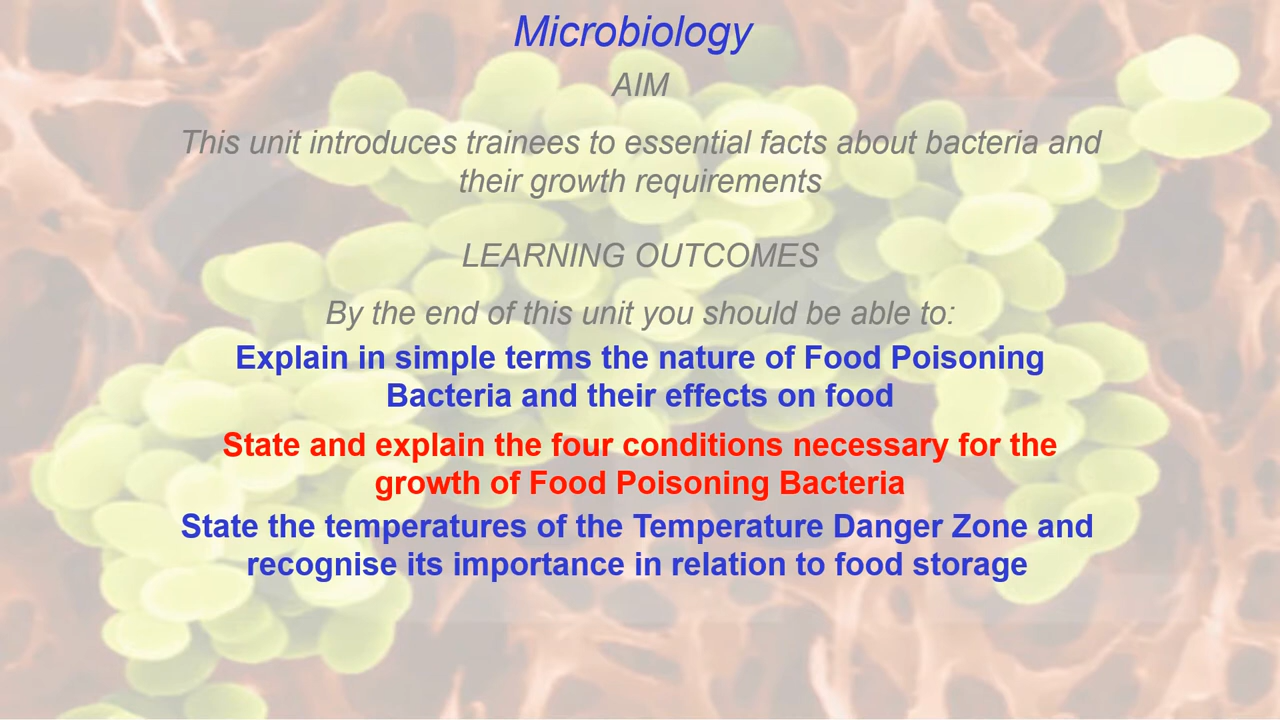 Microbiology
AIM
This unit introduces trainees to essential facts about bacteria and
their growth requirements
LEARNING OUTCOMES
By the end of this unit you should be able to:
Explain in simple terms the nature of Food Poisoning
Bacteria and their effects on food
State and explain the four conditions necessary for the
growth of Food Poisoning Bacteria
State the temperatures of the Temperature Danger Zone and
recognise its importance in relation to food storage